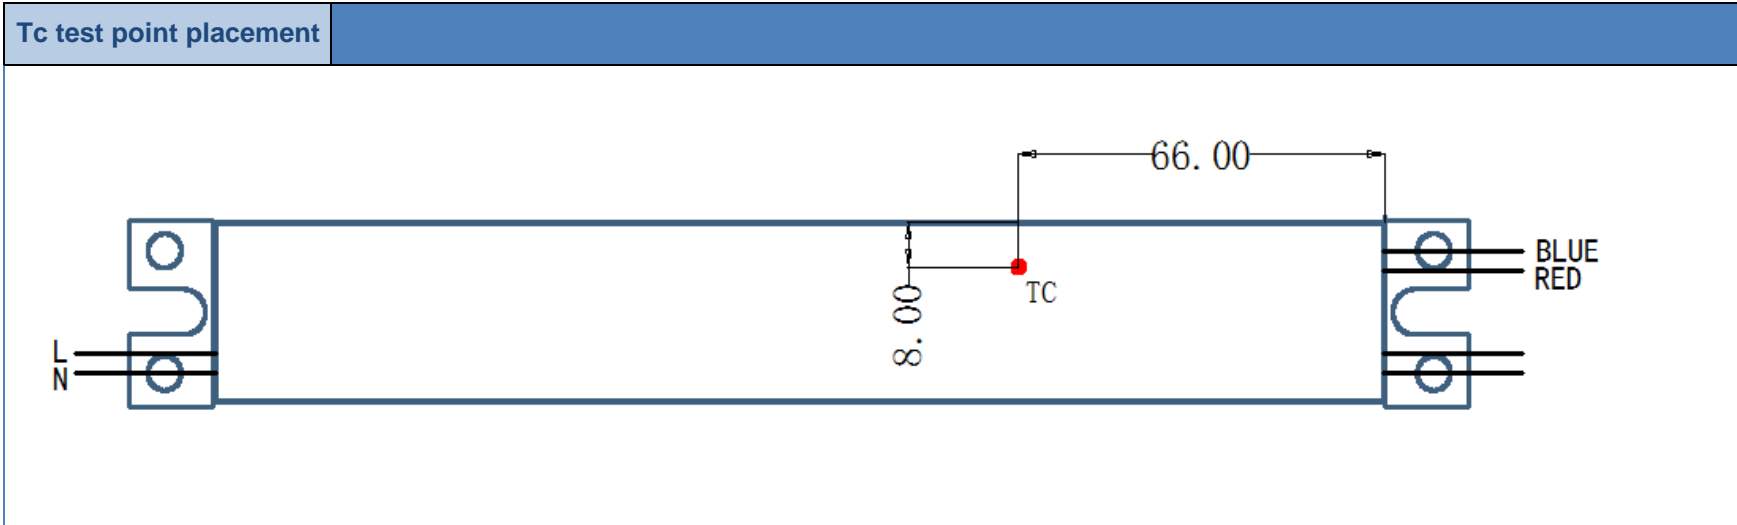 Tc test point placement
66.00
BLUE
RED
TC
8.00
L
N